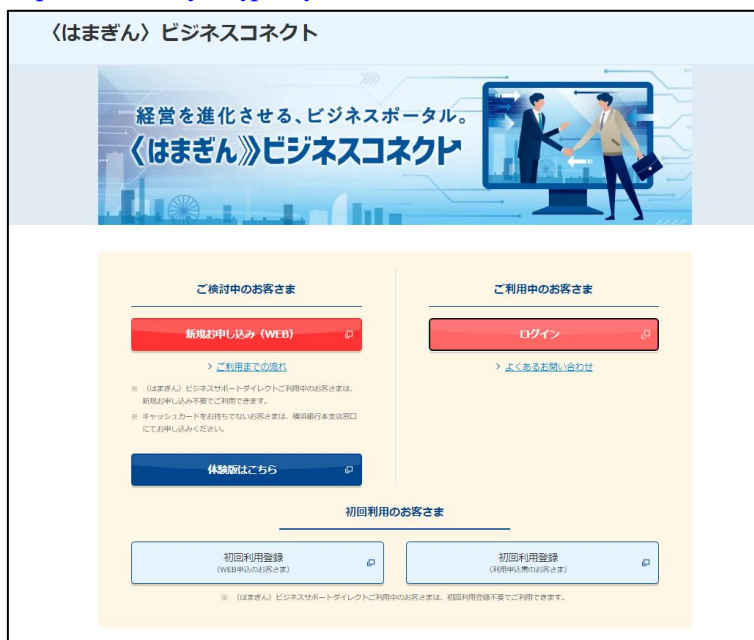 〈はまぎん〉ビジネスコネクト
経営を進化させる、ビジネスポータル。
《はまぎん》ビジネスコネクト
ご検討中のお客さま
ご利用中のお客さま
新規お申し込み（WEB）
ログイン
> ご利用までの流れ
> よくあるお問い合わせ
※ 〈はまぎん〉ビジネスサポートダイレクトご利用中のお客さまは、
新規お申し込み不要でご利用できます。
※ キャッシュカードをお持ちでないお客さまは、横浜銀行本支店窓口
にてお申し込みください。
体験版はこちら
初回利用のお客さま
初回利用登録
（WEB申込のお客さま）
初回利用登録
（利用申込書のお客さま）
※ 〈はまぎん〉ビジネスサポートダイレクトご利用中のお客さまは、初回利用登録不要でご利用できます。